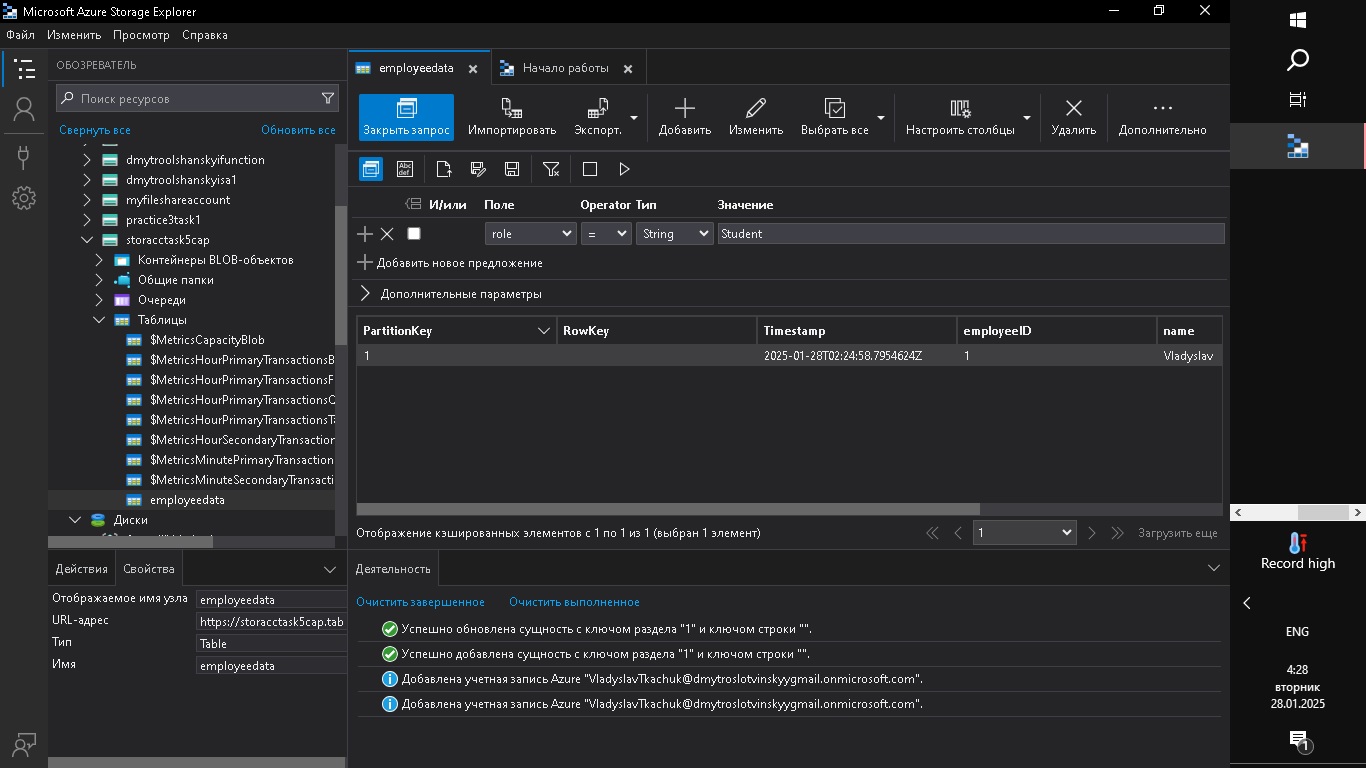 Microsoft Azure Storage Explorer
Файл Изменить Просмотр Справка
ОБОЗРЕВАТЕЛЬ
Поиск ресурсов
Свернуть все Обновить все
dmytroolshanskyifunction
dmytroolshanskyisa1
myfileshareaccount
practice3task1
storacctask5cap
Контейнеры BLOB-объектов
Общие папки
Очереди
Таблицы
$MetricsCapacityBlob
$MetricsHourPrimaryTransactionsB
$MetricsHourPrimaryTransactionsF
$MetricsHourPrimaryTransactionsQ
$MetricsHourPrimaryTransactionsT
$MetricsHourSecondaryTransaction
$MetricsMinutePrimaryTransaction
$MetricsMinuteSecondaryTransacti
employeedata
Диски
Действия Свойства
Отображаемое имя узла employeedata
URL-адрес https://storacctask5cap.tab
Тип Table
Имя employeedata
employeedata Начало работы
Закрыть запрос Импортировать Экспорт. Добавить Изменить Выбрать все Настроить столбцы Удалить Дополнительно
Abc def
И/или Поле Operator Тип Значение
role = String Student
Добавить новое предложение
Дополнительные параметры
PartitionKey RowKey Timestamp employeeID name
1 2025-01-28T02:24:58.7954624Z 1 Vladyslav
Отображение кэшированных элементов с 1 по 1 из 1 (выбран 1 элемент) 1 Загрузить еще
Деятельность
Очистить завершенное Очистить выполненное
Успешно обновлена сущность с ключом раздела "1" и ключом строки "".
Успешно добавлена сущность с ключом раздела "1" и ключом строки "".
Добавлена учетная запись Azure "VladyslavTkachuk@dmytroslotvinskyygmail.onmicrosoft.com".
Добавлена учетная запись Azure "VladyslavTkachuk@dmytroslotvinskyygmail.onmicrosoft.com".
Record high
ENG
4:28
вторник
28.01.2025
1